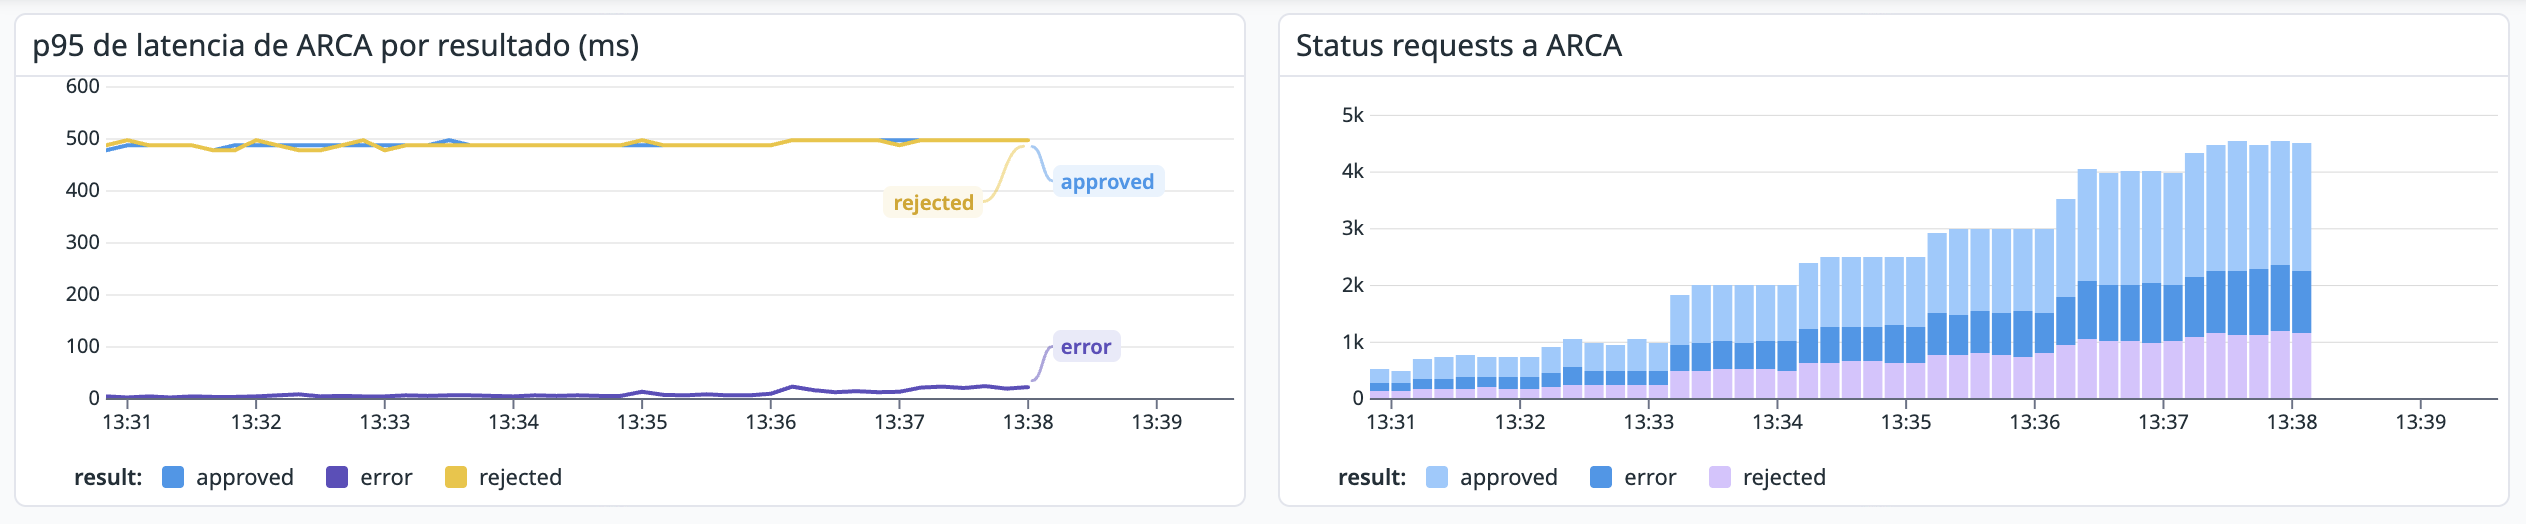 p95 de latencia de ARCA por resultado (ms)
600
500
400
300
200
100
0
rejected
approved
error
13:31 13:32 13:33 13:34 13:35 13:36 13:37 13:38 13:39
result: approved error rejected
Status requests a ARCA
5k
4k
3k
2k
1k
0
13:31 13:32 13:33 13:34 13:35 13:36 13:37 13:38 13:39
result: approved error rejected